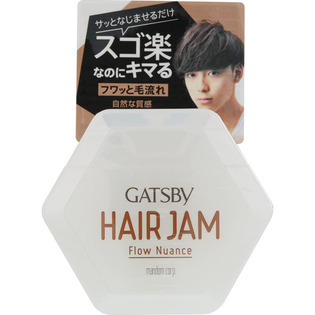 サッとなじませるだけ
スゴ楽
なのにキマる
フワッと毛流れ
自然な質感
GATSBY
HAIR JAM
Flow Nuance
mandom corp.